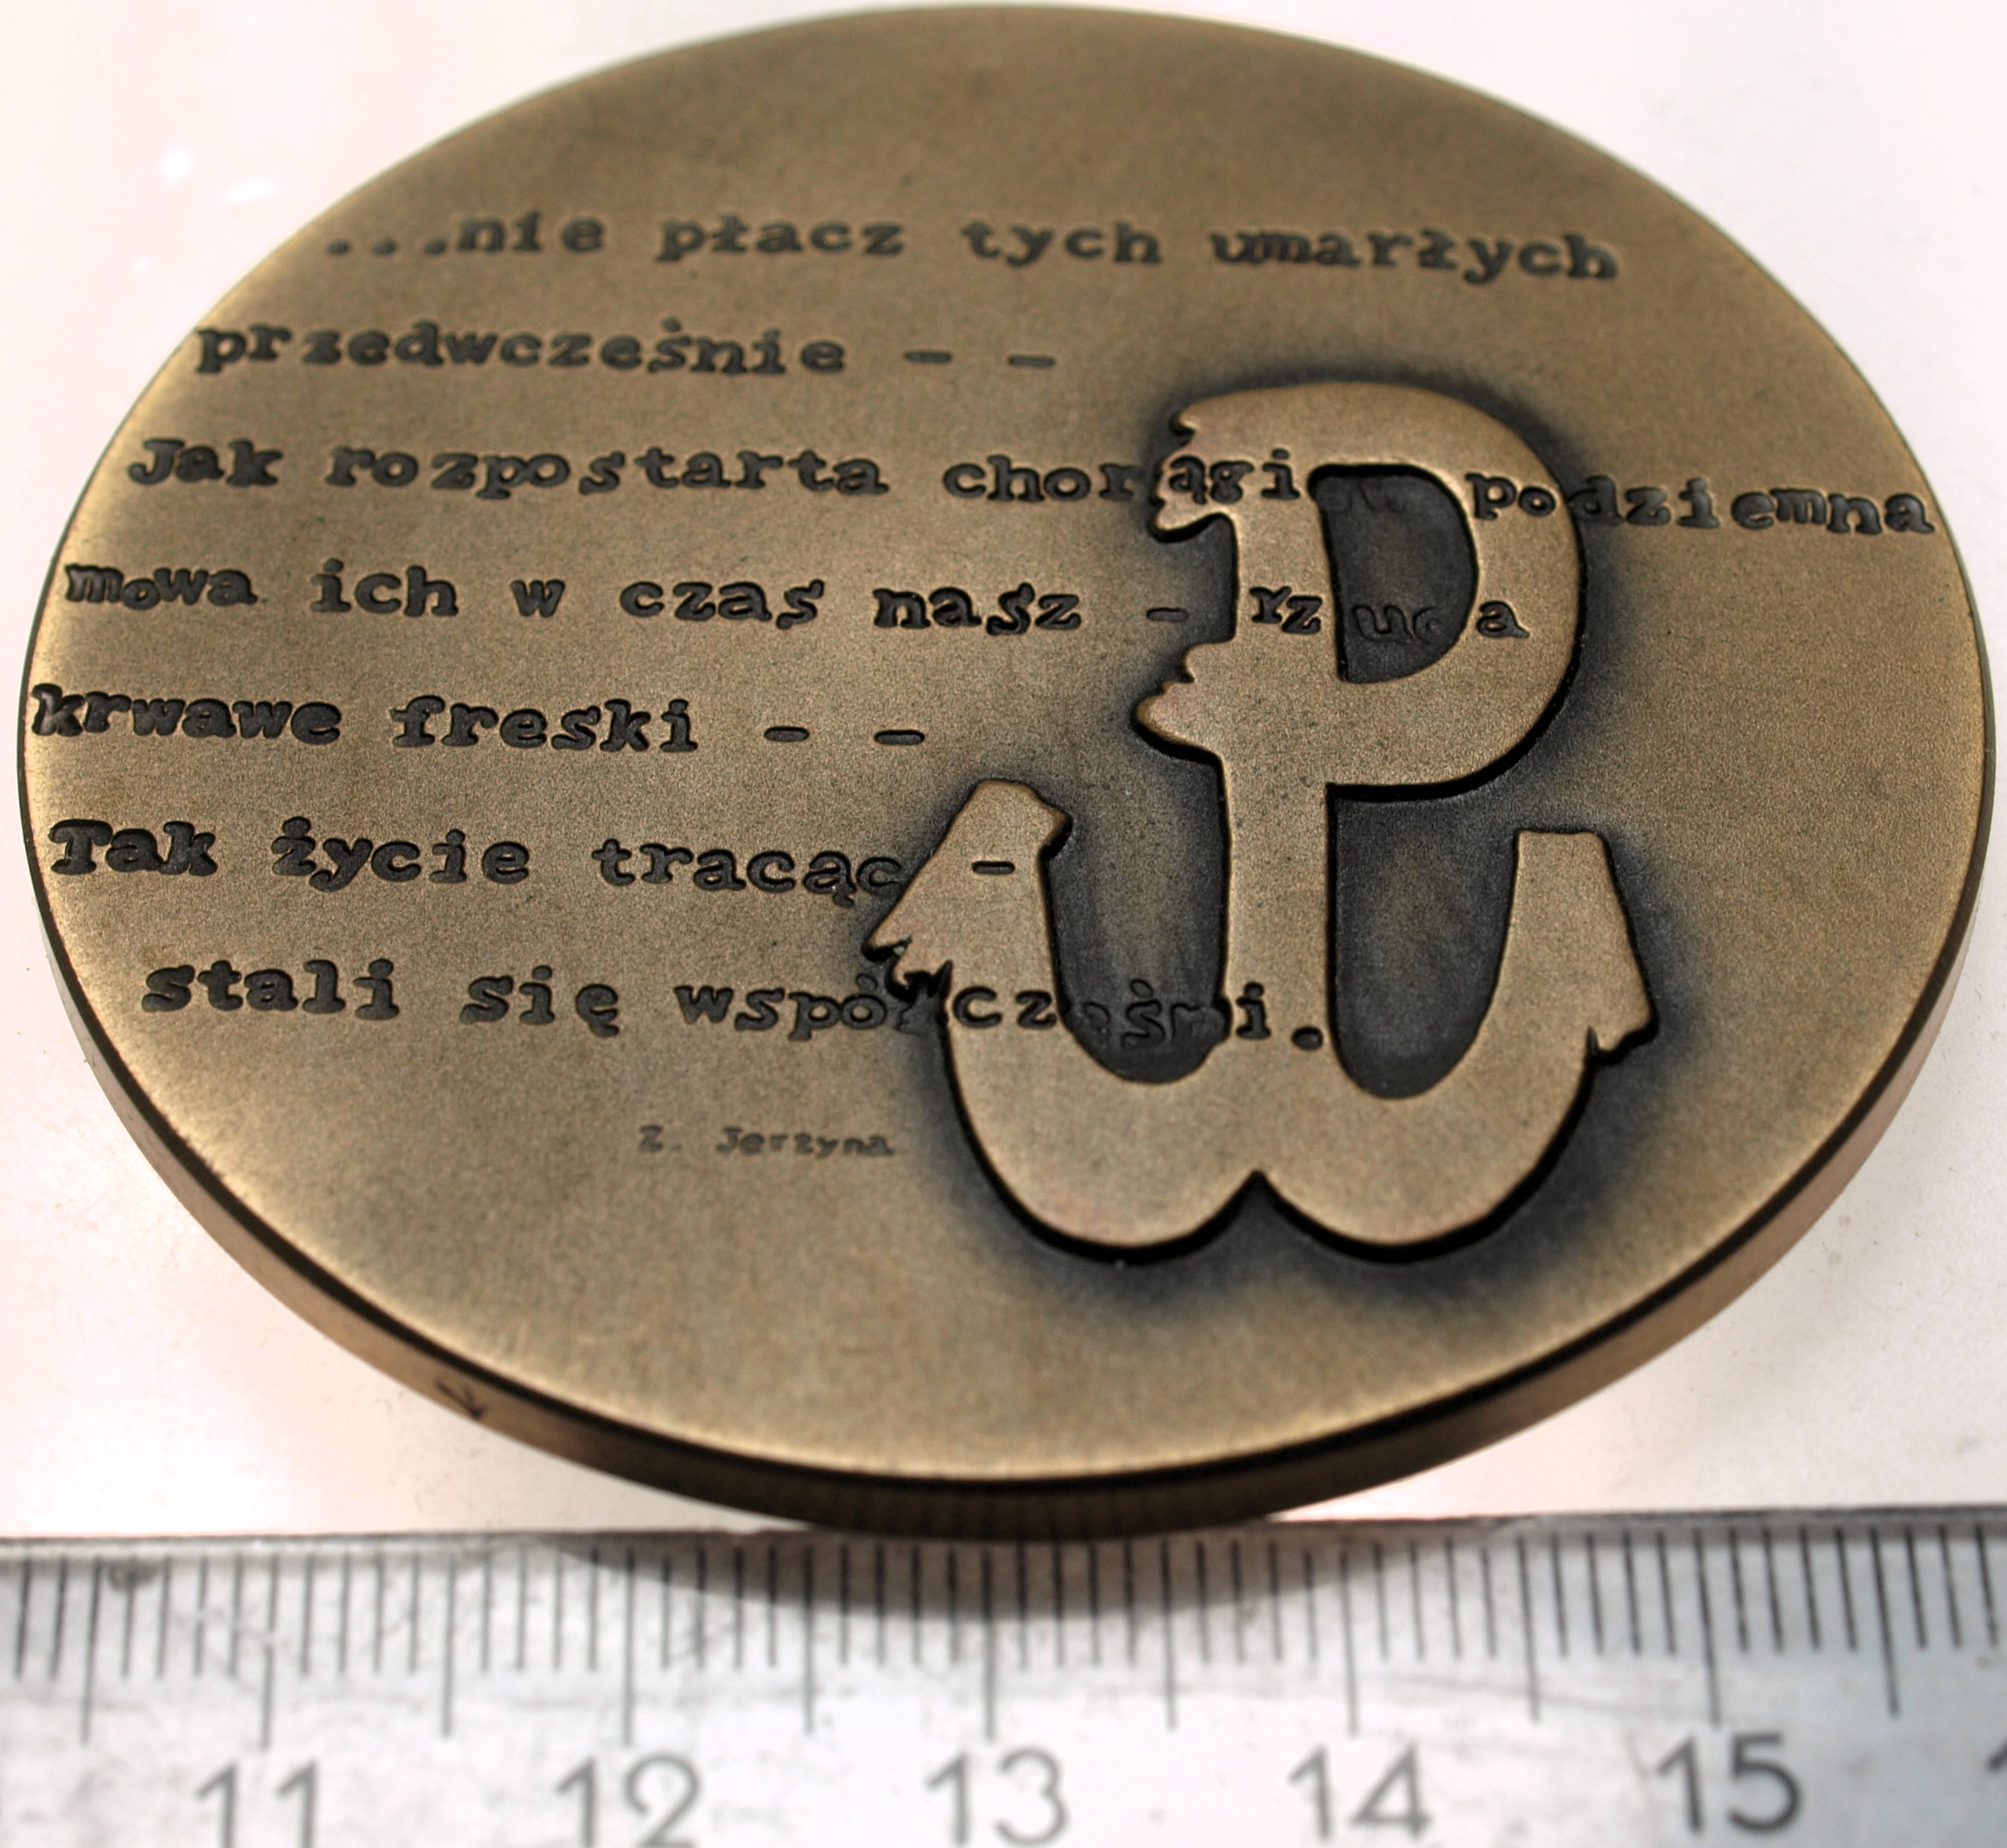 ...nie płacz tych umarłych
przedwcześnie - -
Jak rozpostarta chorągiew podziemna
mowa ich w czas nasz - rzuca
krwawe freski - -
Tak życie tracąc -
stali się współcześni.
Z. Jerzyna
11 12 13 14 15